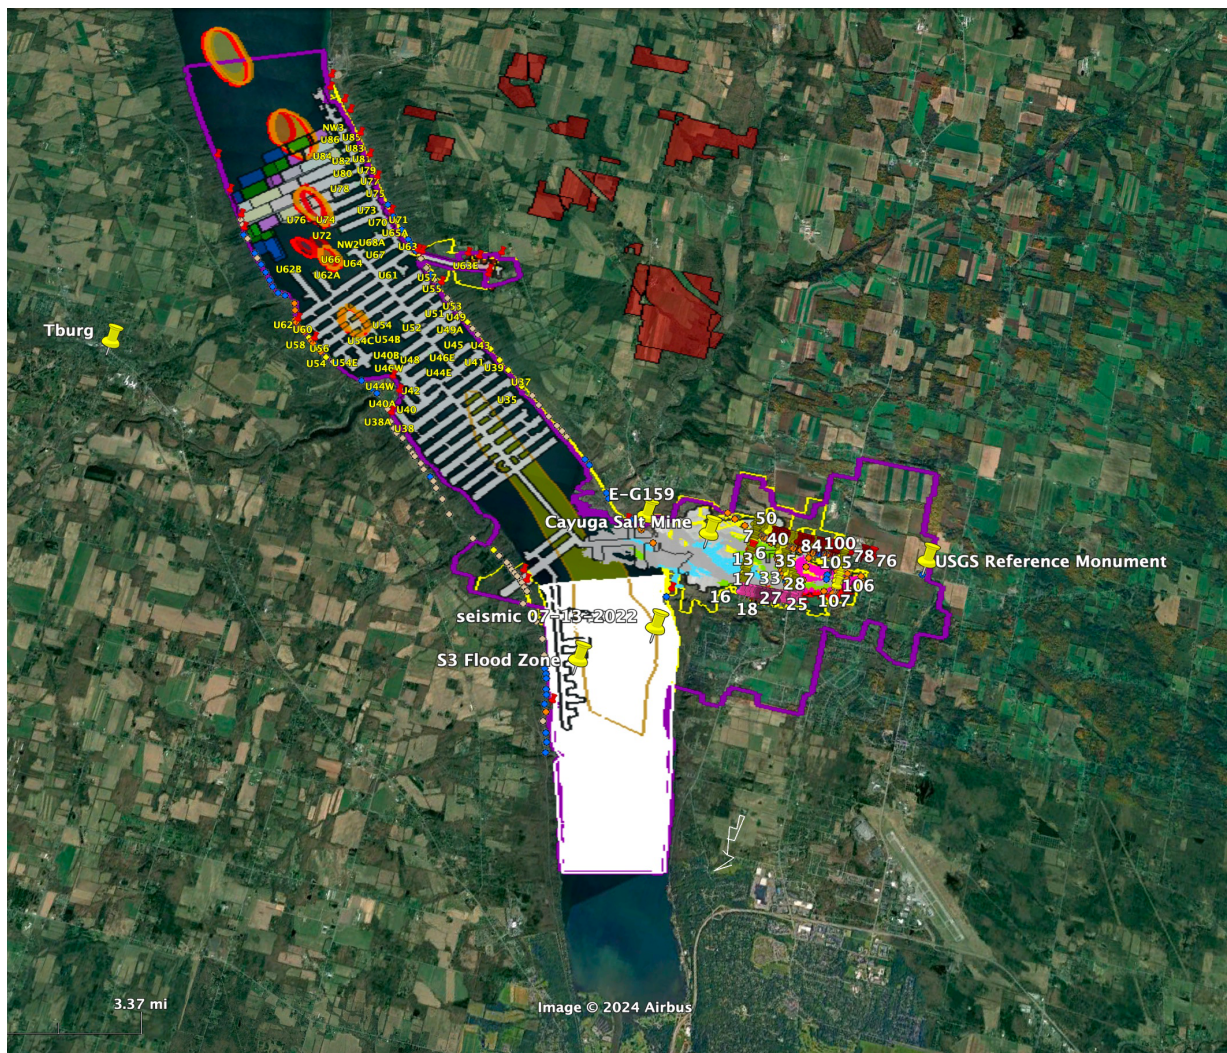 NW3
U86
U85
U83
U84
U82
U81
U80
U79
U77
U78
U75
U73
U76
U74
U70
U71
U72
U65A
NW2
U68A
U63
U66
U67
U64
U63E
U62B
U62A
U61
U57
U55
U53
U51
U49
U62
U60
U54
U52
U49A
U58
U56
U54C
U54B
U45
U43
U54
U54E
U40B
U48
U46E
U41
U46W
U44E
U39
U44W
U42
U37
U40A
U40
U35
U38A
U38
Tburg
E-G159
Cayuga Salt Mine
50
7
40
84
100
13
6
35
105
78
76
USGS Reference Monument
17
33
28
106
16
27
25
107
18
seismic 07-13-2022
S3 Flood Zone
3.37 mi
Image © 2024 Airbus